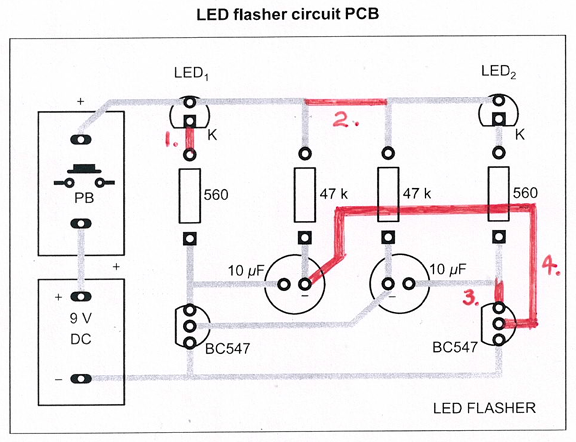 LED flasher circuit PCB
LED1
LED2
+
K
K
1.
2.
PB
560
47 k
47 k
560
+
10 µF
10 µF
4.
+
9 V
DC
–
–
3.
–
BC547
BC547
LED FLASHER